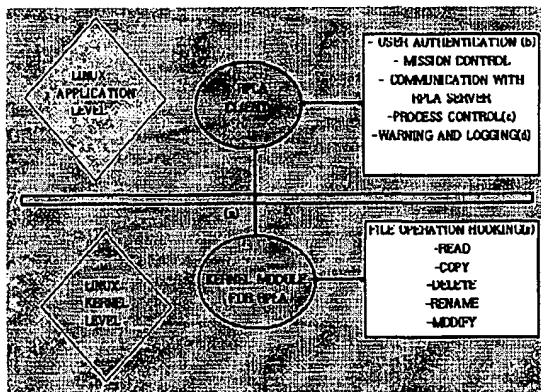 LINUX
APPLICATION
LEVEL
RPLA
CLIENT
- USER AUTHENTICATION (b)
- MISSION CONTROL
- COMMUNICATION WITH
RPLA SERVER
-PROCESS CONTROL(c)
-WARNING AND LOGGING(d)
(a)
LINUX
KERNEL
LEVEL
KERNEL MODULE
FOR RPLA
FILE OPERATION HOOKING(e)
-READ
-COPY
-DELETE
-RENAME
-MODIFY